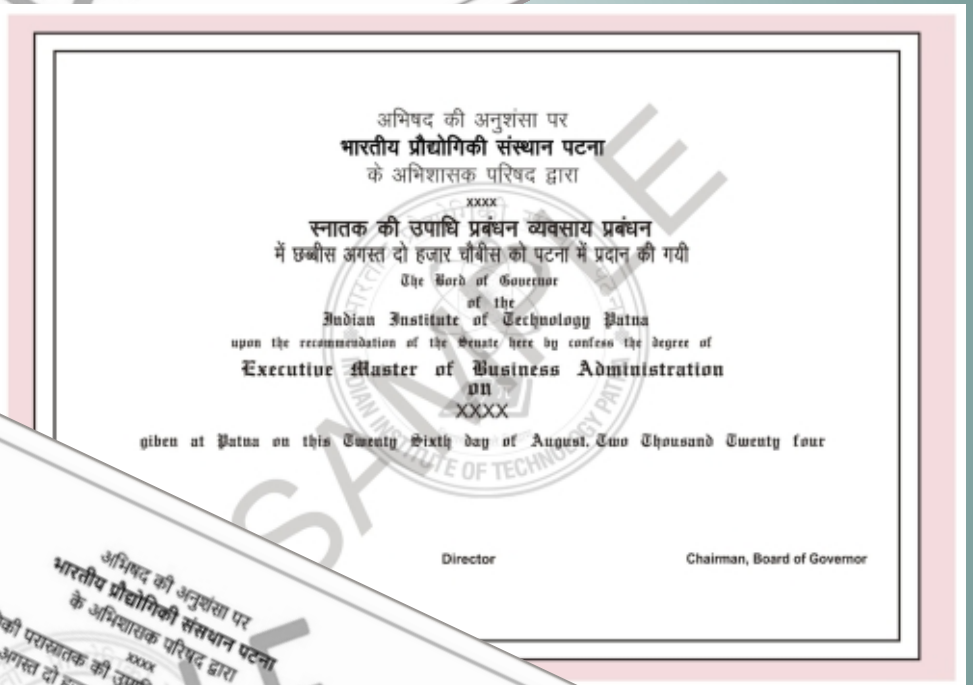 अभिषद की अनुशंसा पर
भारतीय प्रौद्योगिकी संस्थान पटना
के अभिशासक परिषद द्वारा
xxxx
स्नातक की उपाधि प्रबंधन व्यवसाय प्रबंधन
में छब्बीस अगस्त दो हजार चौबीस को पटना में प्रदान की गयी
The Bord of Governor
of the
Indian Institute of Technology Patna
upon the recommendation of the Senate here by confess the degree of
Executive Master of Business Administration
on
XXXX
giben at Patna on this Twenty Sixth day of August, Two Thousand Twenty four
Director
Chairman, Board of Governor
SAMPLE
अभिषद की अनुशंसा पर
भारतीय प्रौद्योगिकी संसथान पटना
के अभिशासक परिषद द्वारा
xxxx